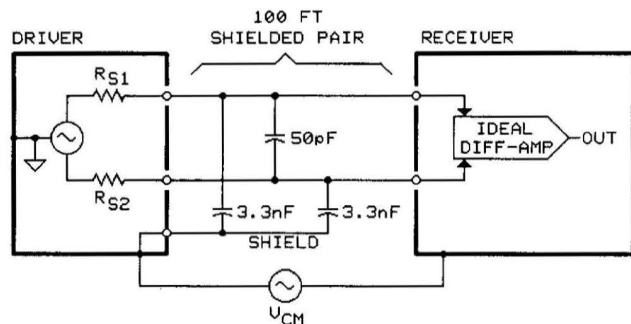 100 FT
SHIELDED PAIR
DRIVER
RECEIVER
RS1
50pF
IDEAL
DIFF-AMP
OUT
RS2
3.3nF
3.3nF
SHIELD
VCM